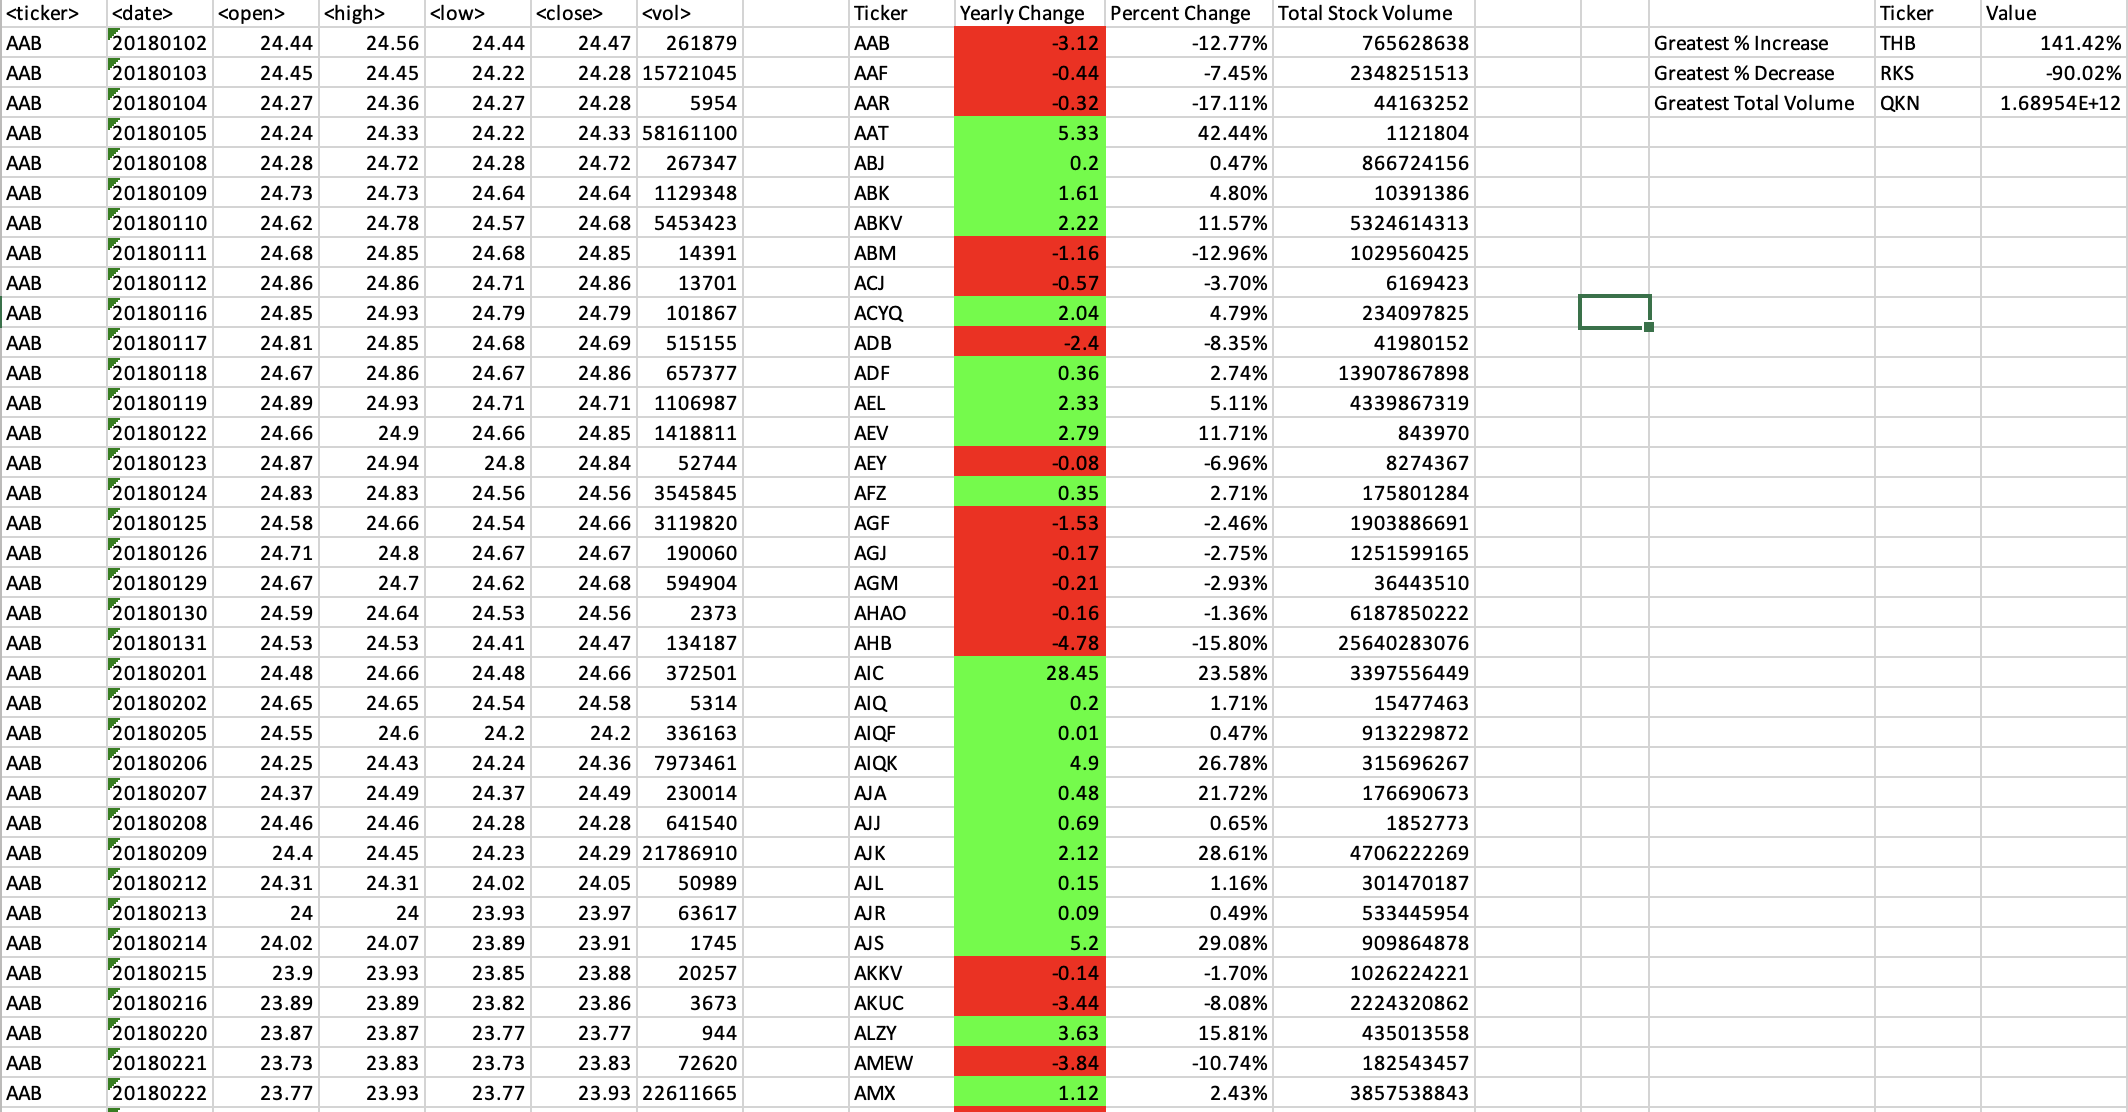 <ticker> <date> <open> <high> <low> <close> <vol> Ticker Yearly Change Percent Change Total Stock Volume Ticker Value
AAB 20180102 24.44 24.56 24.44 24.47 261879 AAB -3.12 -12.77% 765628638 Greatest % Increase THB 141.42%
AAB 20180103 24.45 24.45 24.22 24.28 15721045 AAF -0.44 -7.45% 2348251513 Greatest % Decrease RKS -90.02%
AAB 20180104 24.27 24.36 24.27 24.28 5954 AAR -0.32 -17.11% 44163252 Greatest Total Volume QKN 1.68954E+12
AAB 20180105 24.24 24.33 24.22 24.33 58161100 AAT 5.33 42.44% 1121804
AAB 20180108 24.28 24.72 24.28 24.72 267347 ABJ 0.2 0.47% 866724156
AAB 20180109 24.73 24.73 24.64 24.64 1129348 ABK 1.61 4.80% 10391386
AAB 20180110 24.62 24.78 24.57 24.68 5453423 ABKV 2.22 11.57% 5324614313
AAB 20180111 24.68 24.85 24.68 24.85 14391 ABM -1.16 -12.96% 1029560425
AAB 20180112 24.86 24.86 24.71 24.86 13701 ACJ -0.57 -3.70% 6169423
AAB 20180116 24.85 24.93 24.79 24.79 101867 ACYQ 2.04 4.79% 234097825
AAB 20180117 24.81 24.85 24.68 24.69 515155 ADB -2.4 -8.35% 41980152
AAB 20180118 24.67 24.86 24.67 24.86 657377 ADF 0.36 2.74% 13907867898
AAB 20180119 24.89 24.93 24.71 24.71 1106987 AEL 2.33 5.11% 4339867319
AAB 20180122 24.66 24.9 24.66 24.85 1418811 AEV 2.79 11.71% 843970
AAB 20180123 24.87 24.94 24.8 24.84 52744 AEY -0.08 -6.96% 8274367
AAB 20180124 24.83 24.83 24.56 24.56 3545845 AFZ 0.35 2.71% 175801284
AAB 20180125 24.58 24.66 24.54 24.66 3119820 AGF -1.53 -2.46% 1903886691
AAB 20180126 24.71 24.8 24.67 24.67 190060 AGJ -0.17 -2.75% 1251599165
AAB 20180129 24.67 24.7 24.62 24.68 594904 AGM -0.21 -2.93% 36443510
AAB 20180130 24.59 24.64 24.53 24.56 2373 AHAO -0.16 -1.36% 6187850222
AAB 20180131 24.53 24.53 24.41 24.47 134187 AHB -4.78 -15.80% 25640283076
AAB 20180201 24.48 24.66 24.48 24.66 372501 AIC 28.45 23.58% 3397556449
AAB 20180202 24.65 24.65 24.54 24.58 5314 AIQ 0.2 1.71% 15477463
AAB 20180205 24.55 24.6 24.2 24.2 336163 AIQF 0.01 0.47% 913229872
AAB 20180206 24.25 24.43 24.24 24.36 7973461 AIQK 4.9 26.78% 315696267
AAB 20180207 24.37 24.49 24.37 24.49 230014 AJA 0.48 21.72% 176690673
AAB 20180208 24.46 24.46 24.28 24.28 641540 AJJ 0.69 0.65% 1852773
AAB 20180209 24.4 24.45 24.23 24.29 21786910 AJK 2.12 28.61% 4706222269
AAB 20180212 24.31 24.31 24.02 24.05 50989 AJL 0.15 1.16% 301470187
AAB 20180213 24 24 23.93 23.97 63617 AJR 0.09 0.49% 533445954
AAB 20180214 24.02 24.07 23.89 23.91 1745 AJS 5.2 29.08% 909864878
AAB 20180215 23.9 23.93 23.85 23.88 20257 AKKV -0.14 -1.70% 1026224221
AAB 20180216 23.89 23.89 23.82 23.86 3673 AKUC -3.44 -8.08% 2224320862
AAB 20180220 23.87 23.87 23.77 23.77 944 ALZY 3.63 15.81% 435013558
AAB 20180221 23.73 23.83 23.73 23.83 72620 AMEW -3.84 -10.74% 182543457
AAB 20180222 23.77 23.93 23.77 23.93 22611665 AMX 1.12 2.43% 3857538843